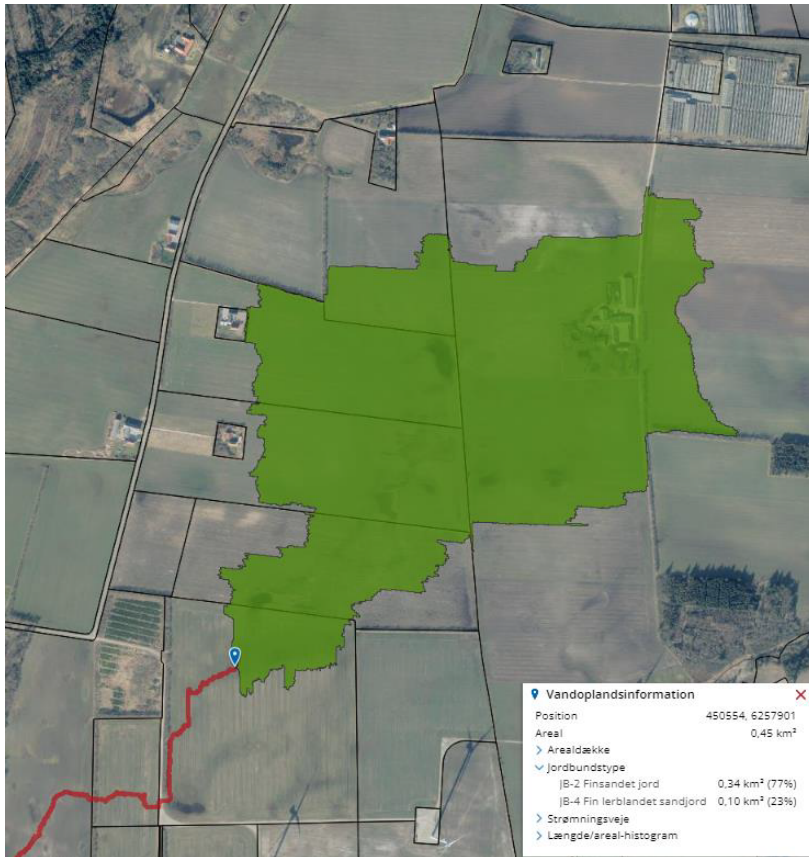 Vandoplandsinformation
Position 450554, 6257901
Areal 0,45 km²
Arealdække
Jordbundstype
JB-2 Finsandet jord 0,34 km² (77%)
JB-4 Fin lerblandet sandjord 0,10 km² (23%)
Strømningsveje
Længde/areal-histogram